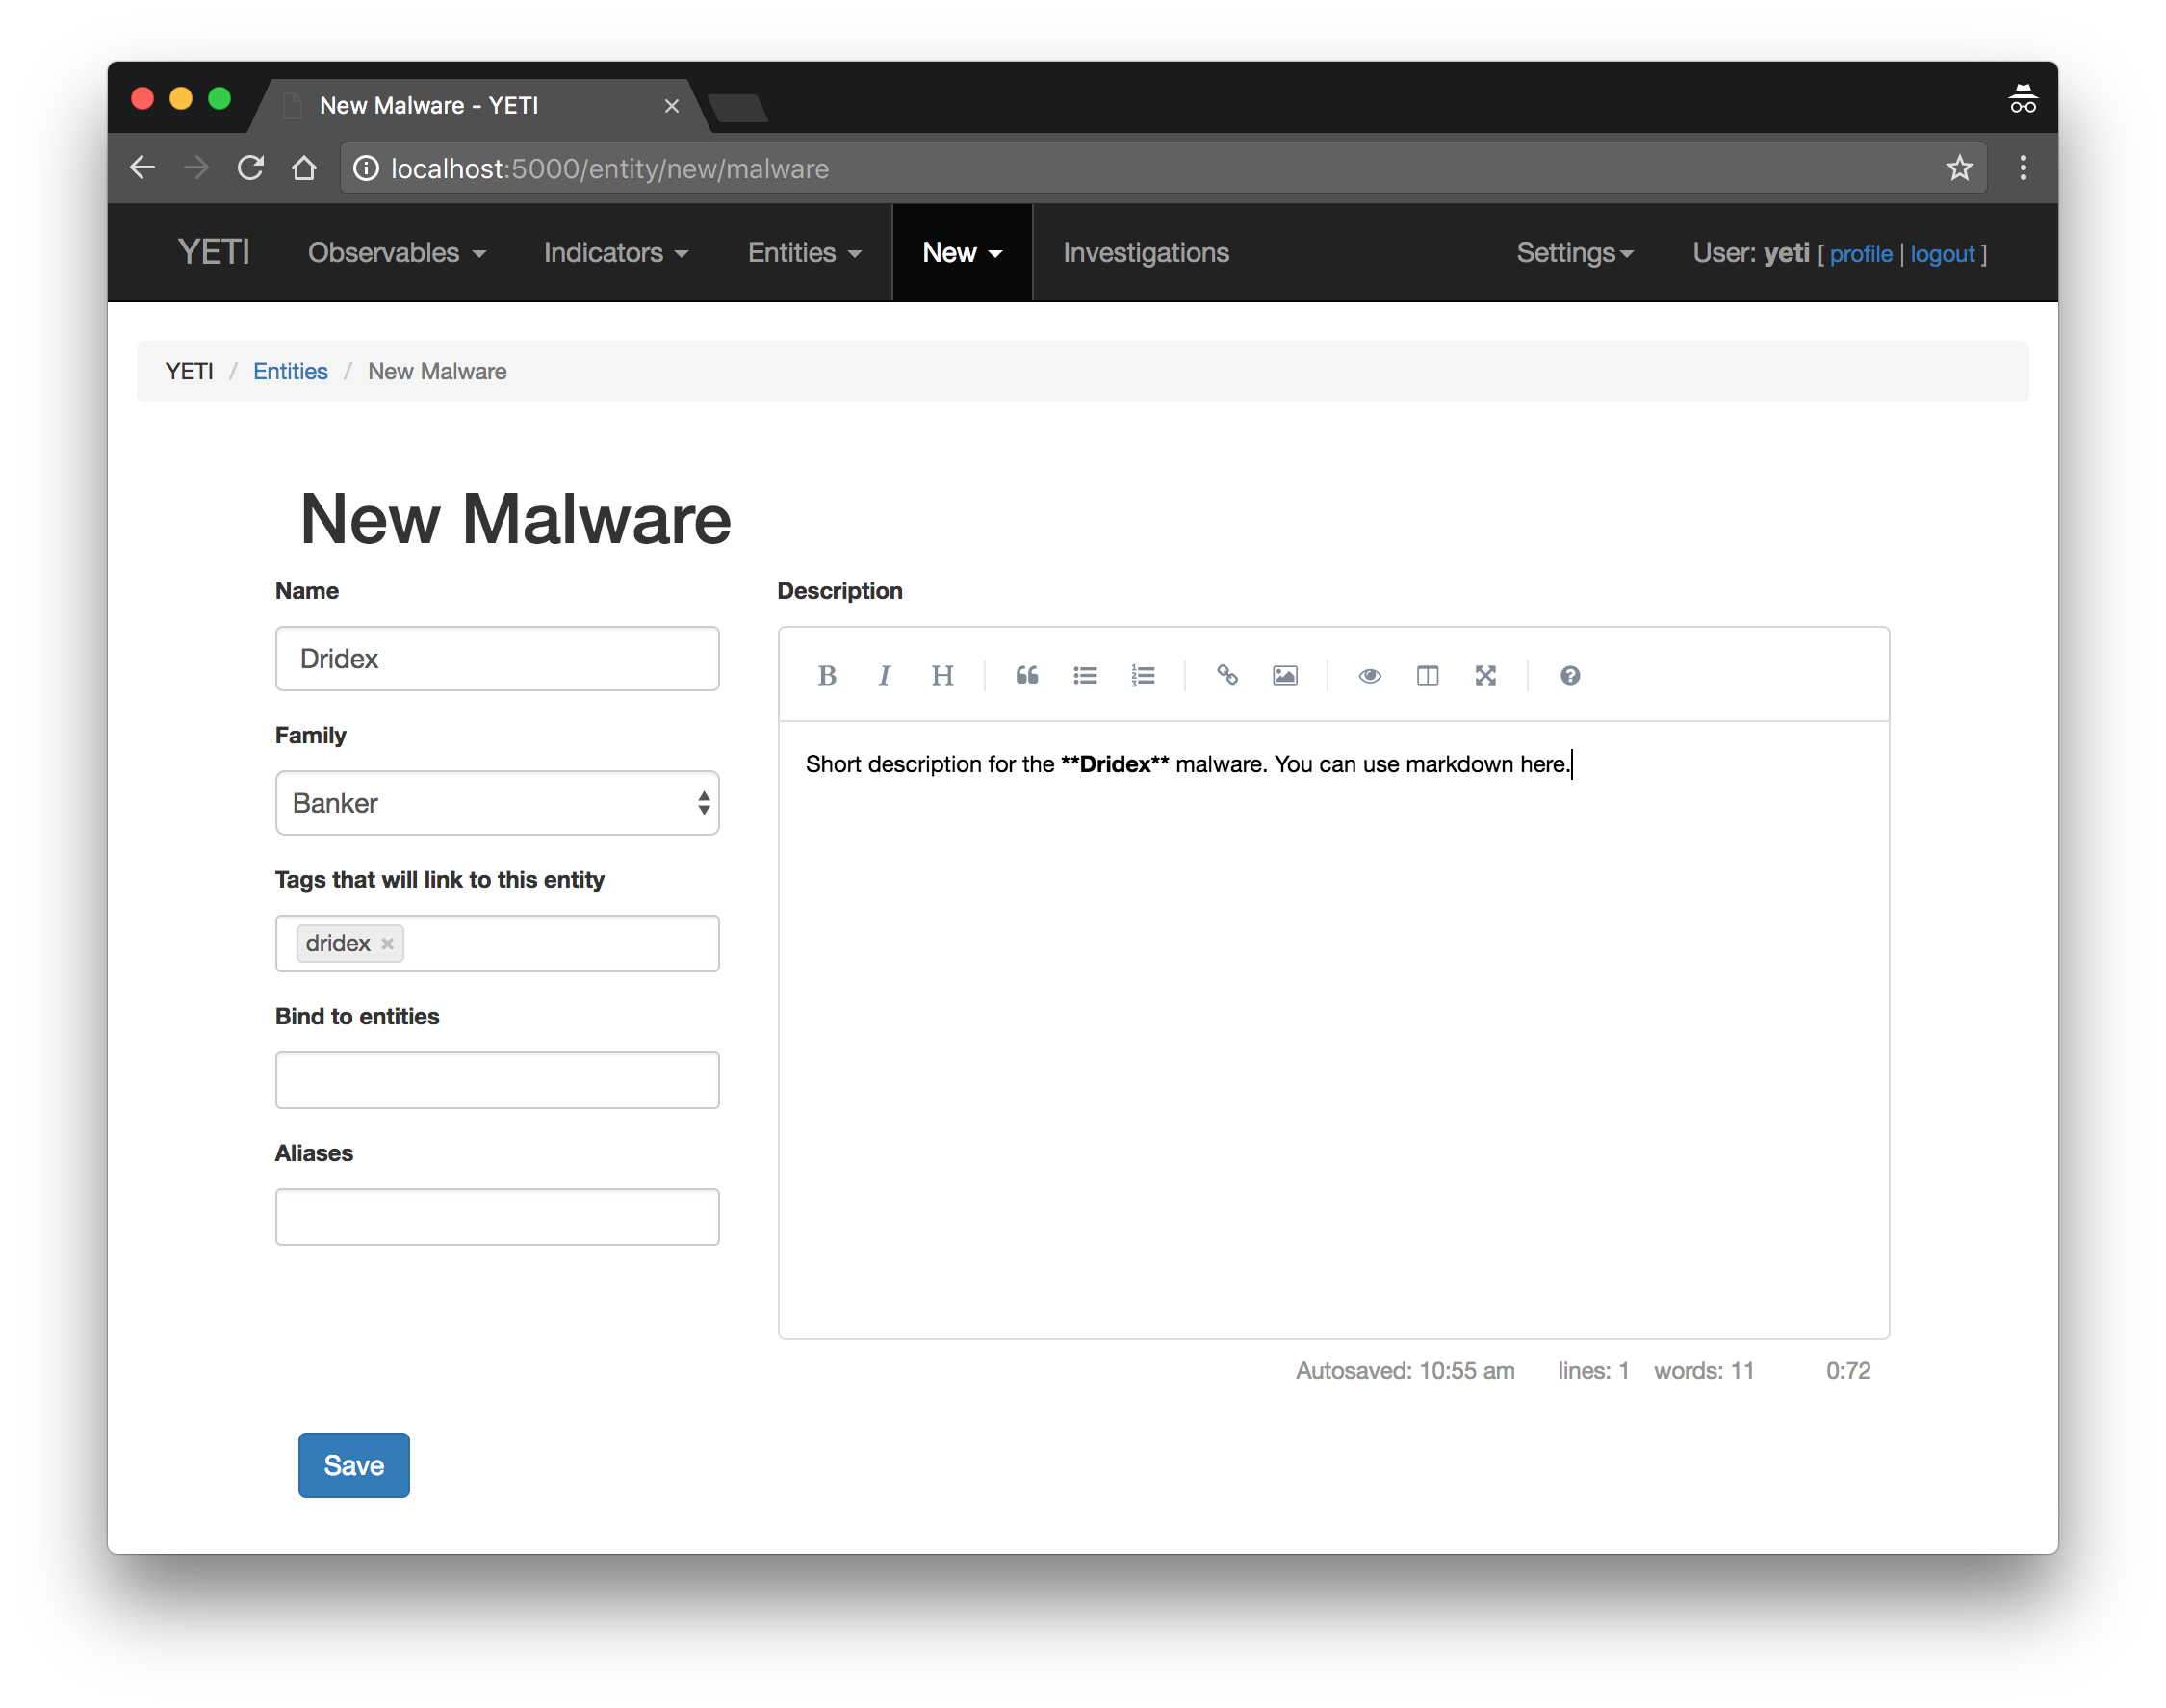 New Malware - YETI
localhost:5000/entity/new/malware
YETI Observables Indicators Entities New Investigations Settings User: yeti [ profile | logout ]
YETI / Entities / New Malware
New Malware
Name
Dridex
Family
Banker
Tags that will link to this entity
dridex ×
Bind to entities
Aliases
Description
B I H
Short description for the **Dridex** malware. You can use markdown here.
Autosaved: 10:55 am lines: 1 words: 11 0:72
Save